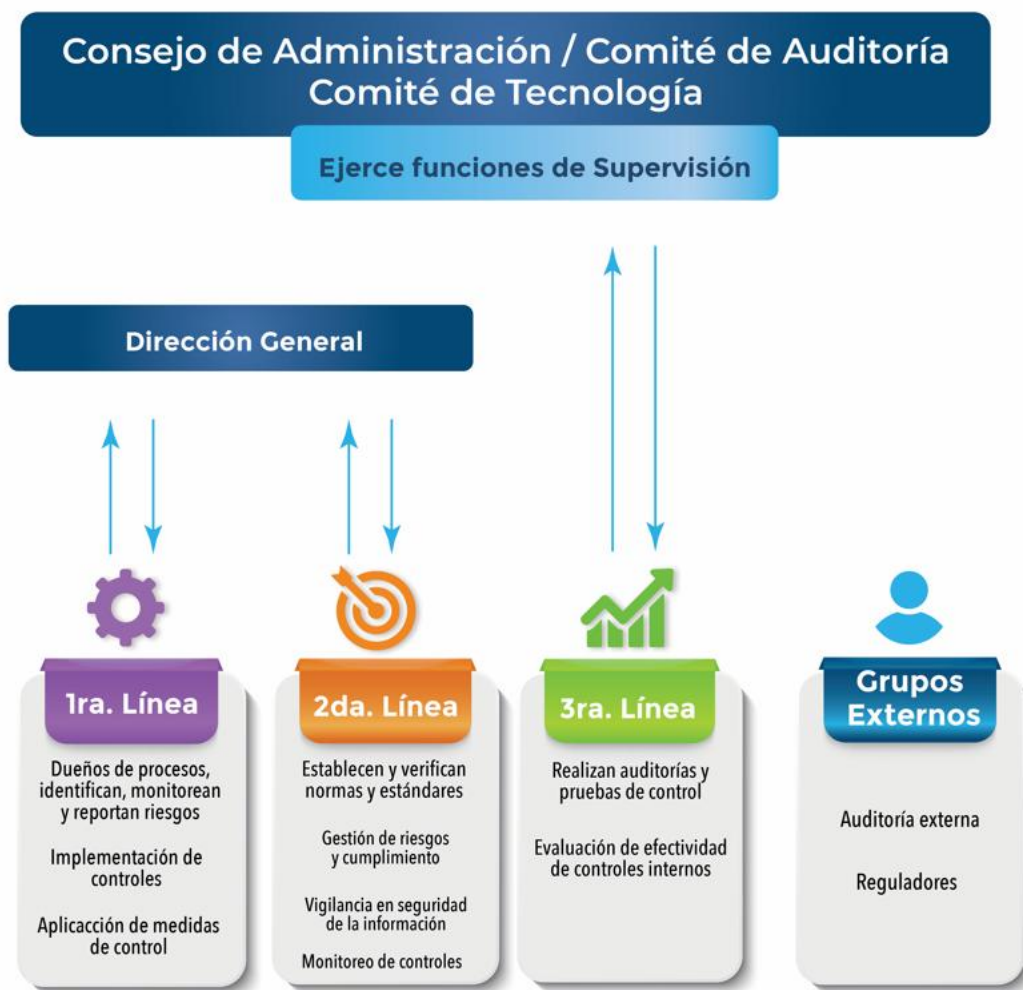 Consejo de Administración / Comité de Auditoría
Comité de Tecnología
Ejerce funciones de Supervisión
Dirección General
1ra. Línea
Dueños de procesos,
identifican, monitorean
y reportan riesgos
Implementación de
controles
Aplicacción de medidas
de control
2da. Línea
Establecen y verifican
normas y estándares
Gestión de riesgos
y cumplimiento
Vigilancia en seguridad
de la información
Monitoreo de controles
3ra. Línea
Realizan auditorías y
pruebas de control
Evaluación de efectividad
de controles internos
Grupos
Externos
Auditoría externa
Reguladores